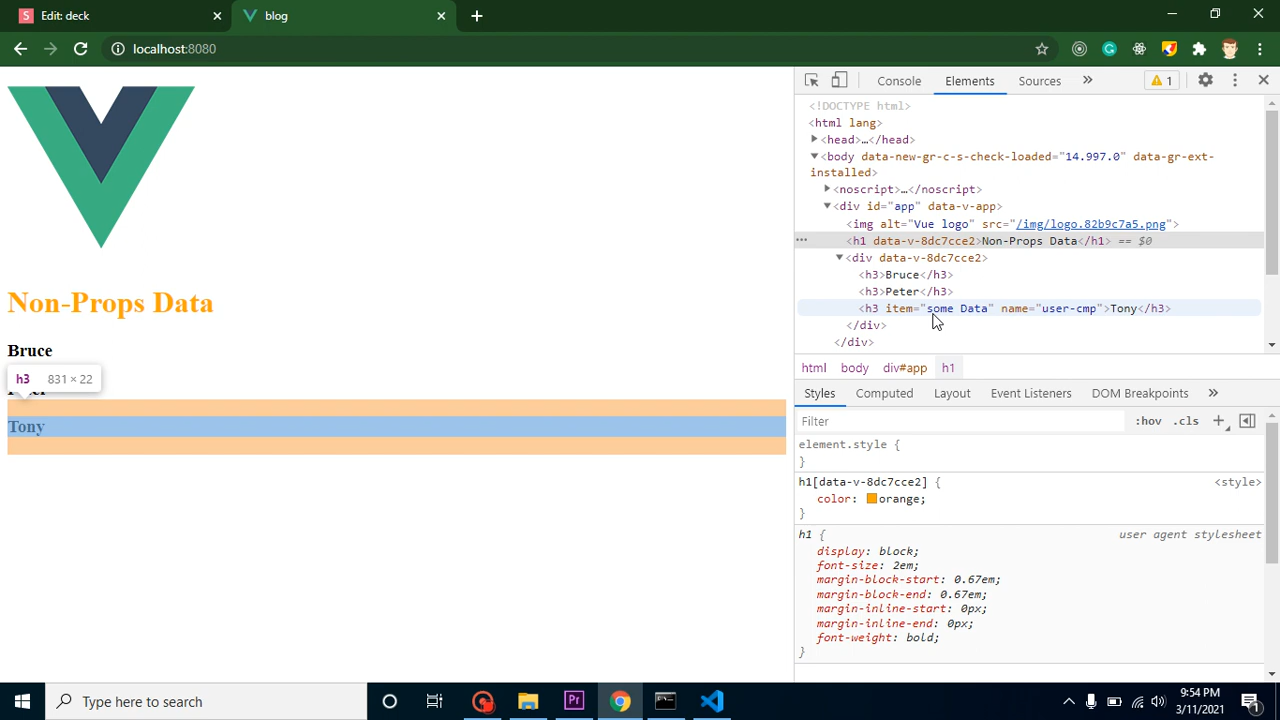 Edit: deck
blog
localhost:8080
Non-Props Data
Bruce
h3 831 × 22
Tony
Console
Elements
Sources
1
<!DOCTYPE html>
<html lang>
<head>…</head>
<body data-new-gr-c-s-check-loaded="14.997.0" data-gr-ext-
installed>
<noscript>…</noscript>
<div id="app" data-v-app>
<img alt="Vue logo" src="/img/logo.82b9c7a5.png">
<h1 data-v-8dc7cce2>Non-Props Data</h1> == $0
<div data-v-8dc7cce2>
<h3>Bruce</h3>
<h3>Peter</h3>
<h3 item="some Data" name="user-cmp">Tony</h3>
</div>
</div>
html body div#app h1
Styles Computed Layout Event Listeners DOM Breakpoints
Filter
:hov .cls
element.style {
}
h1[data-v-8dc7cce2] { <style>
color: orange;
}
h1 { user agent stylesheet
display: block;
font-size: 2em;
margin-block-start: 0.67em;
margin-block-end: 0.67em;
margin-inline-start: 0px;
margin-inline-end: 0px;
font-weight: bold;
}
Type here to search
9:54 PM
3/11/2021
1